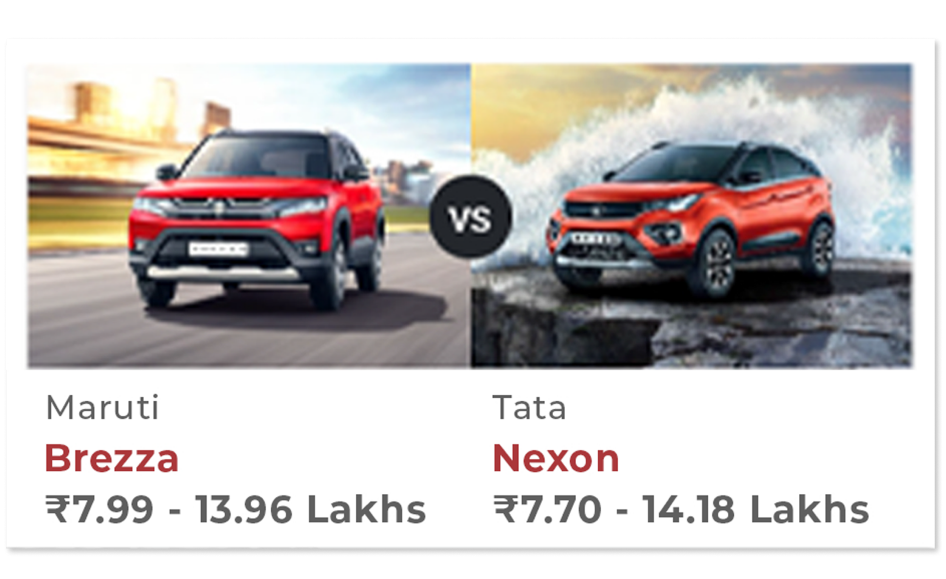 VS
Maruti
Brezza
₹7.99 - 13.96 Lakhs
Tata
Nexon
₹7.70 - 14.18 Lakhs